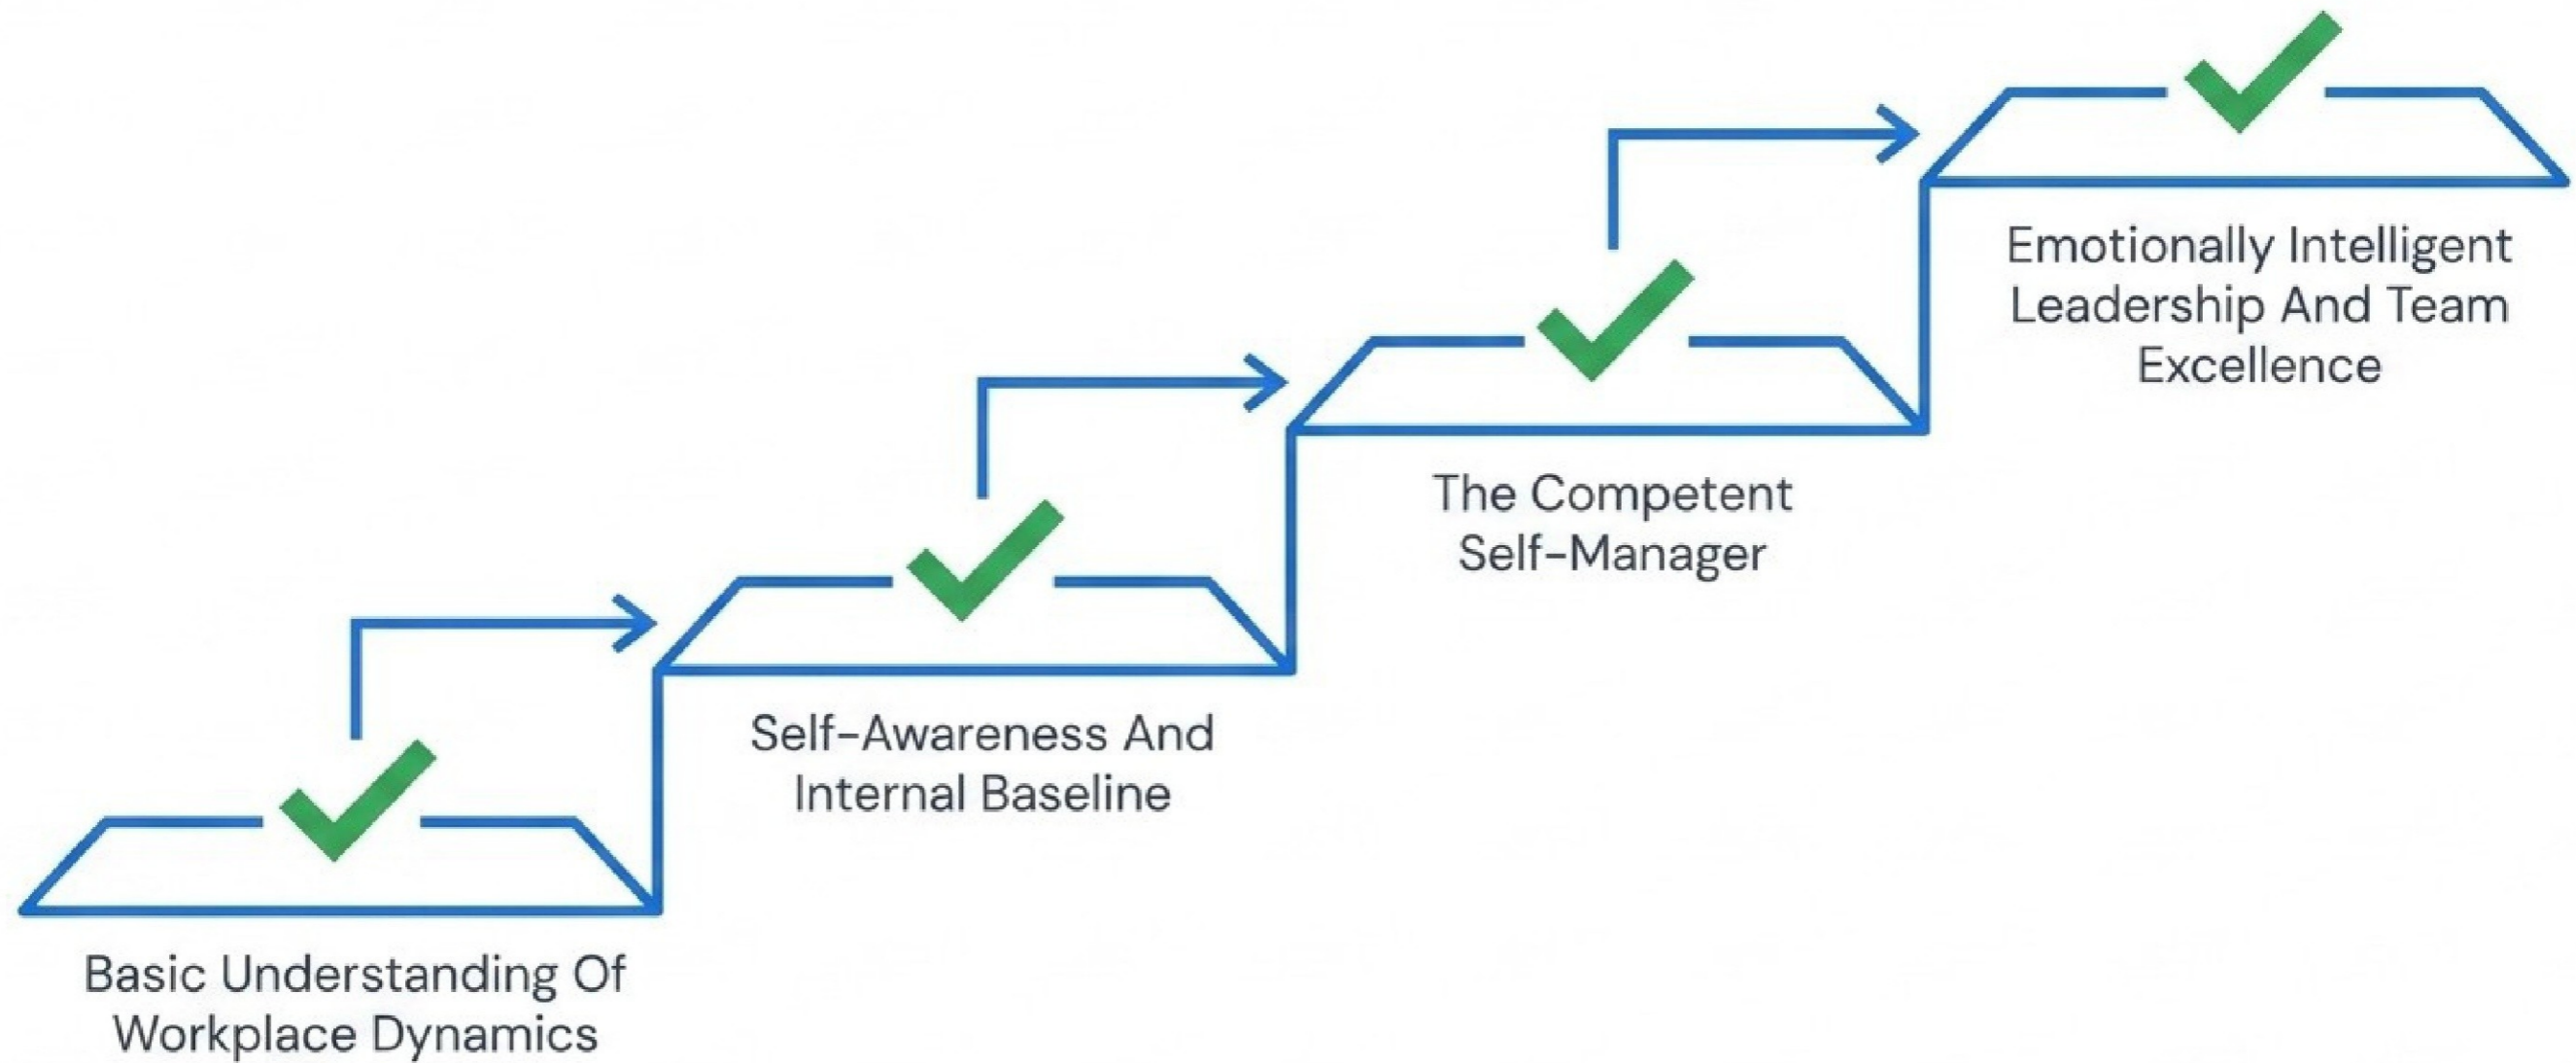 Basic Understanding Of
Workplace Dynamics
Self-Awareness And
Internal Baseline
The Competent
Self-Manager
Emotionally Intelligent
Leadership And Team
Excellence